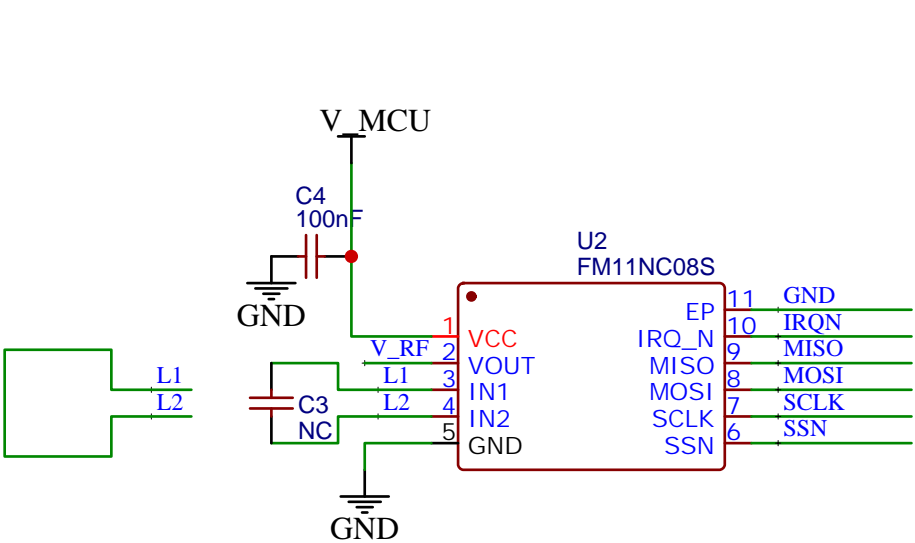 V_MCU
C4
100nF
GND
U2
FM11NC08S
1
VCC
V_RF
2
VOUT
L1
3
IN1
L2
4
IN2
5
GND
C3
NC
GND
L1
L2
EP
11
GND
IRQ_N
10
IRQN
MISO
9
MISO
MOSI
8
MOSI
SCLK
7
SCLK
SSN
6
SSN